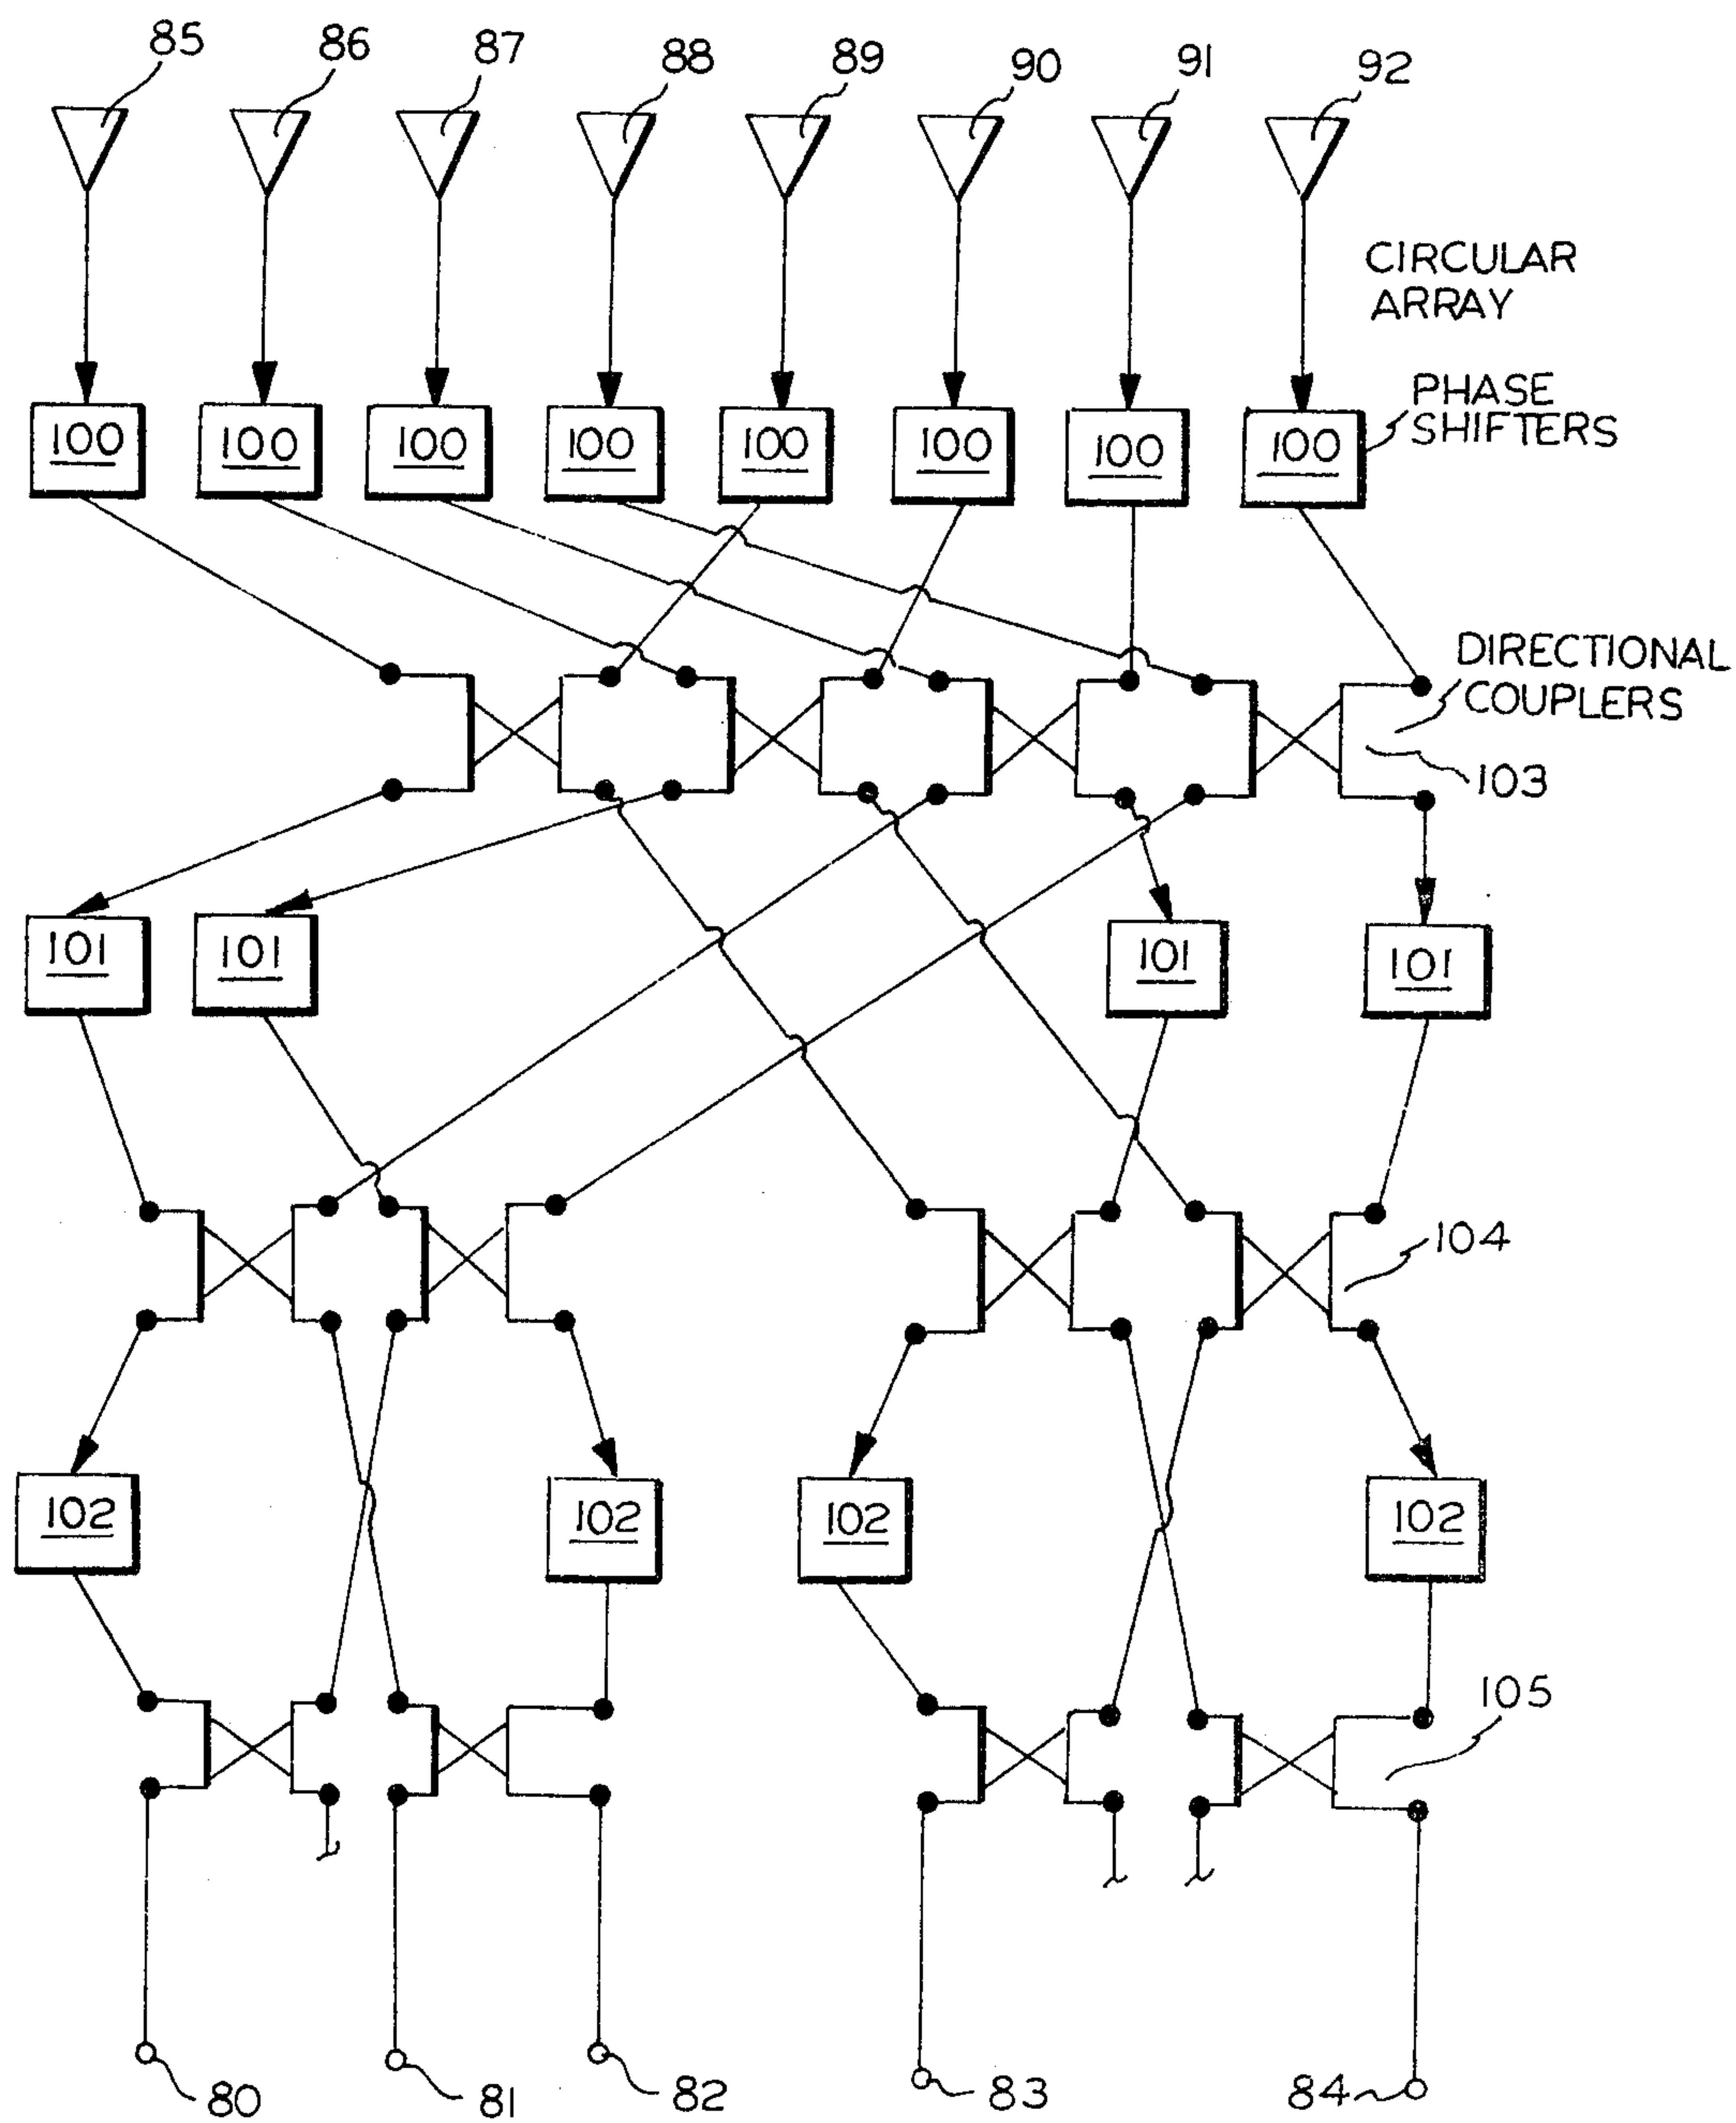 85 86 87 88 89 90 91 92
CIRCULAR
ARRAY
PHASE
SHIFTERS
100 100 100 100 100 100 100 100
DIRECTIONAL
COUPLERS
103
101 101 101 101
104
102 102 102 102
105
80 81 82 83 84